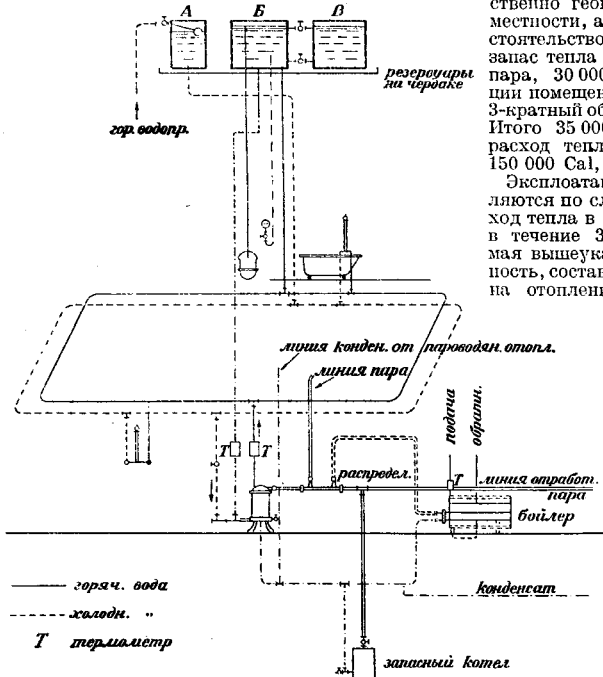 А Б В
резервуары
на чердаке
гор. водопр.
ственно геог
местности, а
стоятельство
запас тепла
пара, 30 000
ции помещен
3-кратный об
Итого 35 000
расход тепл
150 000 Cal,
Эксплоатаг
ляются по сл
ход тепла в
в течение 3
мая вышеука
ность, состав
на отоплени
линия конден. от пароводян. отопл.
линия пара
подача
обратн.
Т Т
распредел.
Т линия отработ.
пара
бойлер
горяч. вода
холодн. "
Т термометр
конденсат
запасный котел